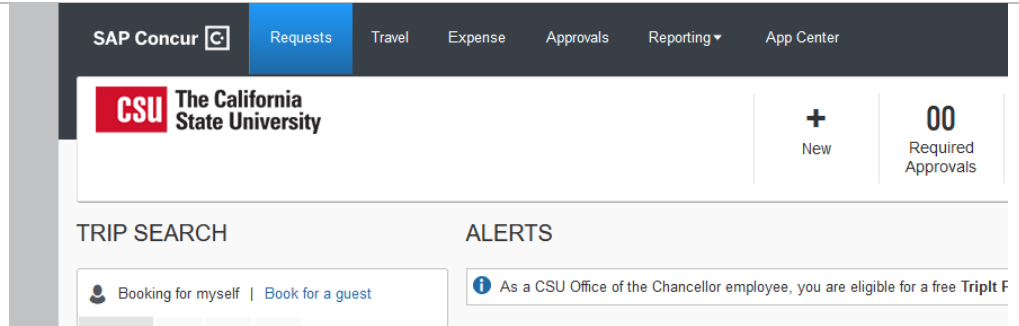 SAP Concur C. Requests Travel Expense Approvals Reporting App Center
CSU The California
State University
+ 00
New Required
Approvals
TRIP SEARCH ALERTS
Booking for myself | Book for a guest
As a CSU Office of the Chancellor employee, you are eligible for a free TripIt